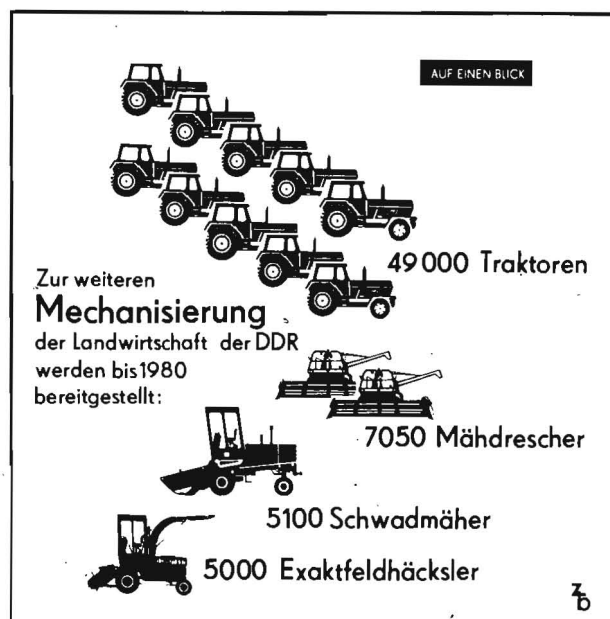 AUF EINEN BLICK
49 000 Traktoren
Zur weiteren
Mechanisierung
der Landwirtschaft der DDR
werden bis 1980
bereitgestellt:
7050 Mähdrescher
5100 Schwadmäher
5000 Exaktfeldhäcksler
zb